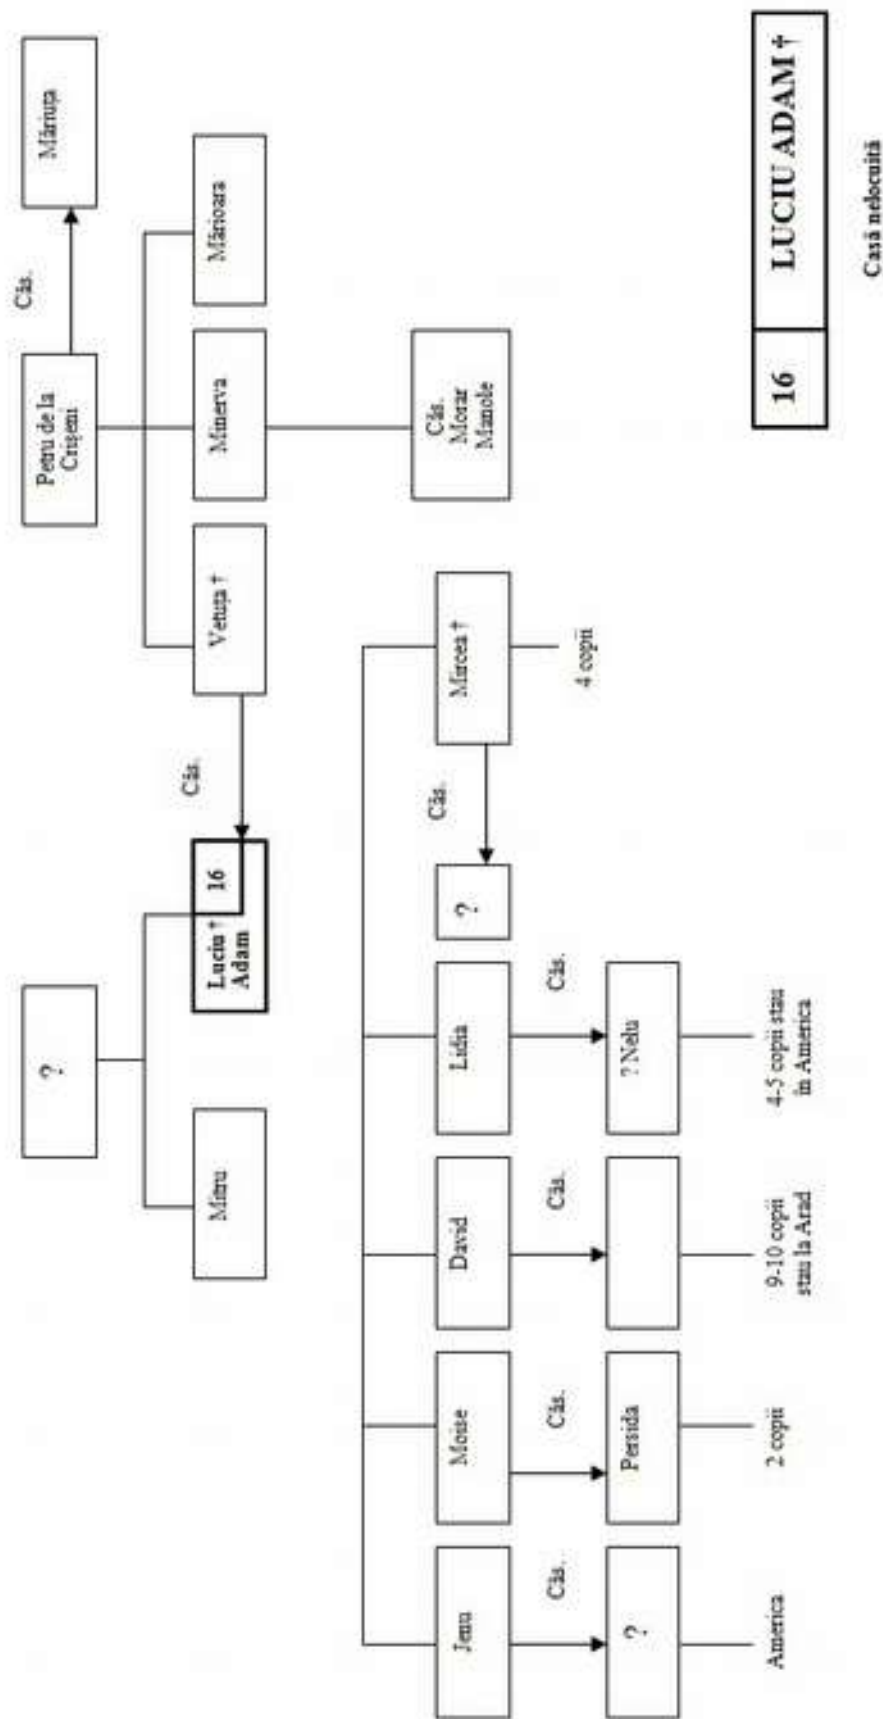 16
LUCIU ADAM †
Casă nelocuită
Petru de la
Crișeni
Căs.
Măriuța
?
Mitru
Luciu †
Adam
16
Căs.
Vetuța †
Minerva
Mărioara
Căs.
Morar
Manole
Jenu
Moise
David
Lidia
?
Căs.
Mircea †
Căs.
Căs.
Căs.
Căs.
4 copii
?
Persida
? Nelu
America
2 copii
9-10 copii
stau la Arad
4-5 copii stau
în America